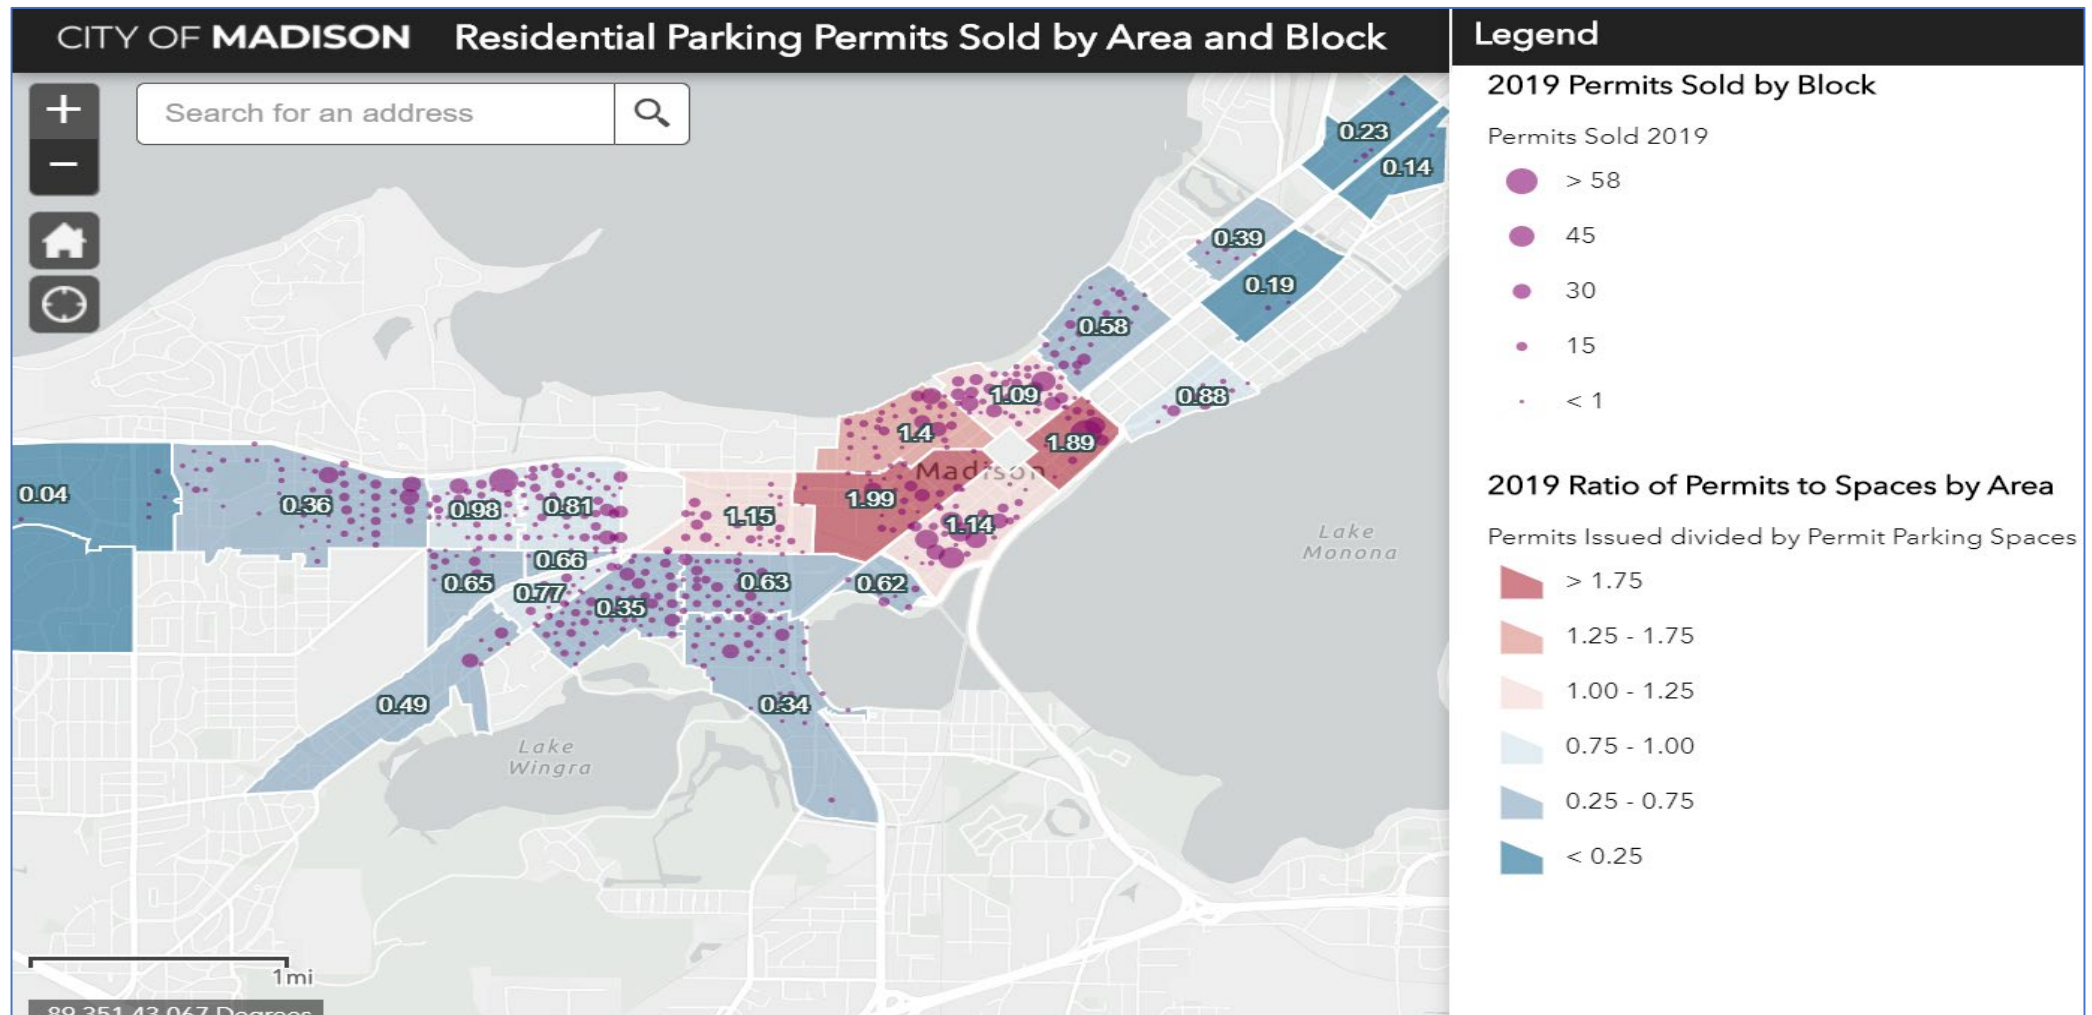 CITY OF MADISON Residential Parking Permits Sold by Area and Block
Search for an address
+
−
0.23
0.14
0.39
0.19
0.58
0.88
1.09
1.4
1.89
Madison
0.04
0.36
0.98
0.81
1.15
1.99
1.14
0.66
0.65
0.77
0.35
0.63
0.62
0.49
0.34
Lake
Monona
Lake
Wingra
1mi
Legend
2019 Permits Sold by Block
Permits Sold 2019
> 58
45
30
15
< 1
2019 Ratio of Permits to Spaces by Area
Permits Issued divided by Permit Parking Spaces
> 1.75
1.25 - 1.75
1.00 - 1.25
0.75 - 1.00
0.25 - 0.75
< 0.25